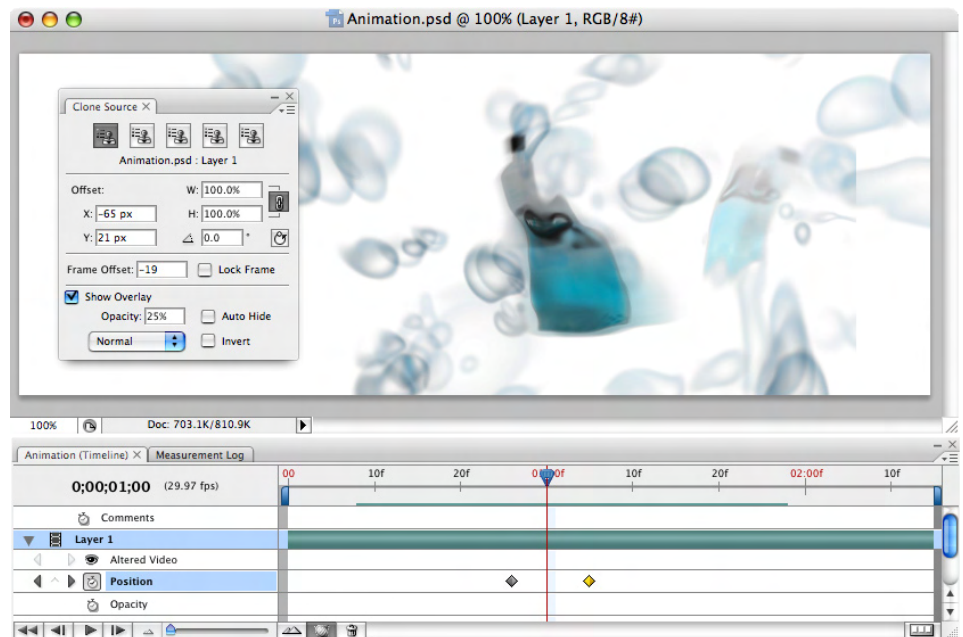 Animation.psd @ 100% (Layer 1, RGB/8#)
Clone Source
Animation.psd : Layer 1
Offset:
W: 100.0%
X: -65 px
H: 100.0%
Y: 21 px
0.0 °
Frame Offset: -19
Lock Frame
Show Overlay
Opacity: 25%
Auto Hide
Normal
Invert
100%
Doc: 703.1K/810.9K
Animation (Timeline)
Measurement Log
0;00;01;00 (29.97 fps)
00 10f 20f 01:00f 10f 20f 02:00f 10f
Comments
Layer 1
Altered Video
Position
Opacity